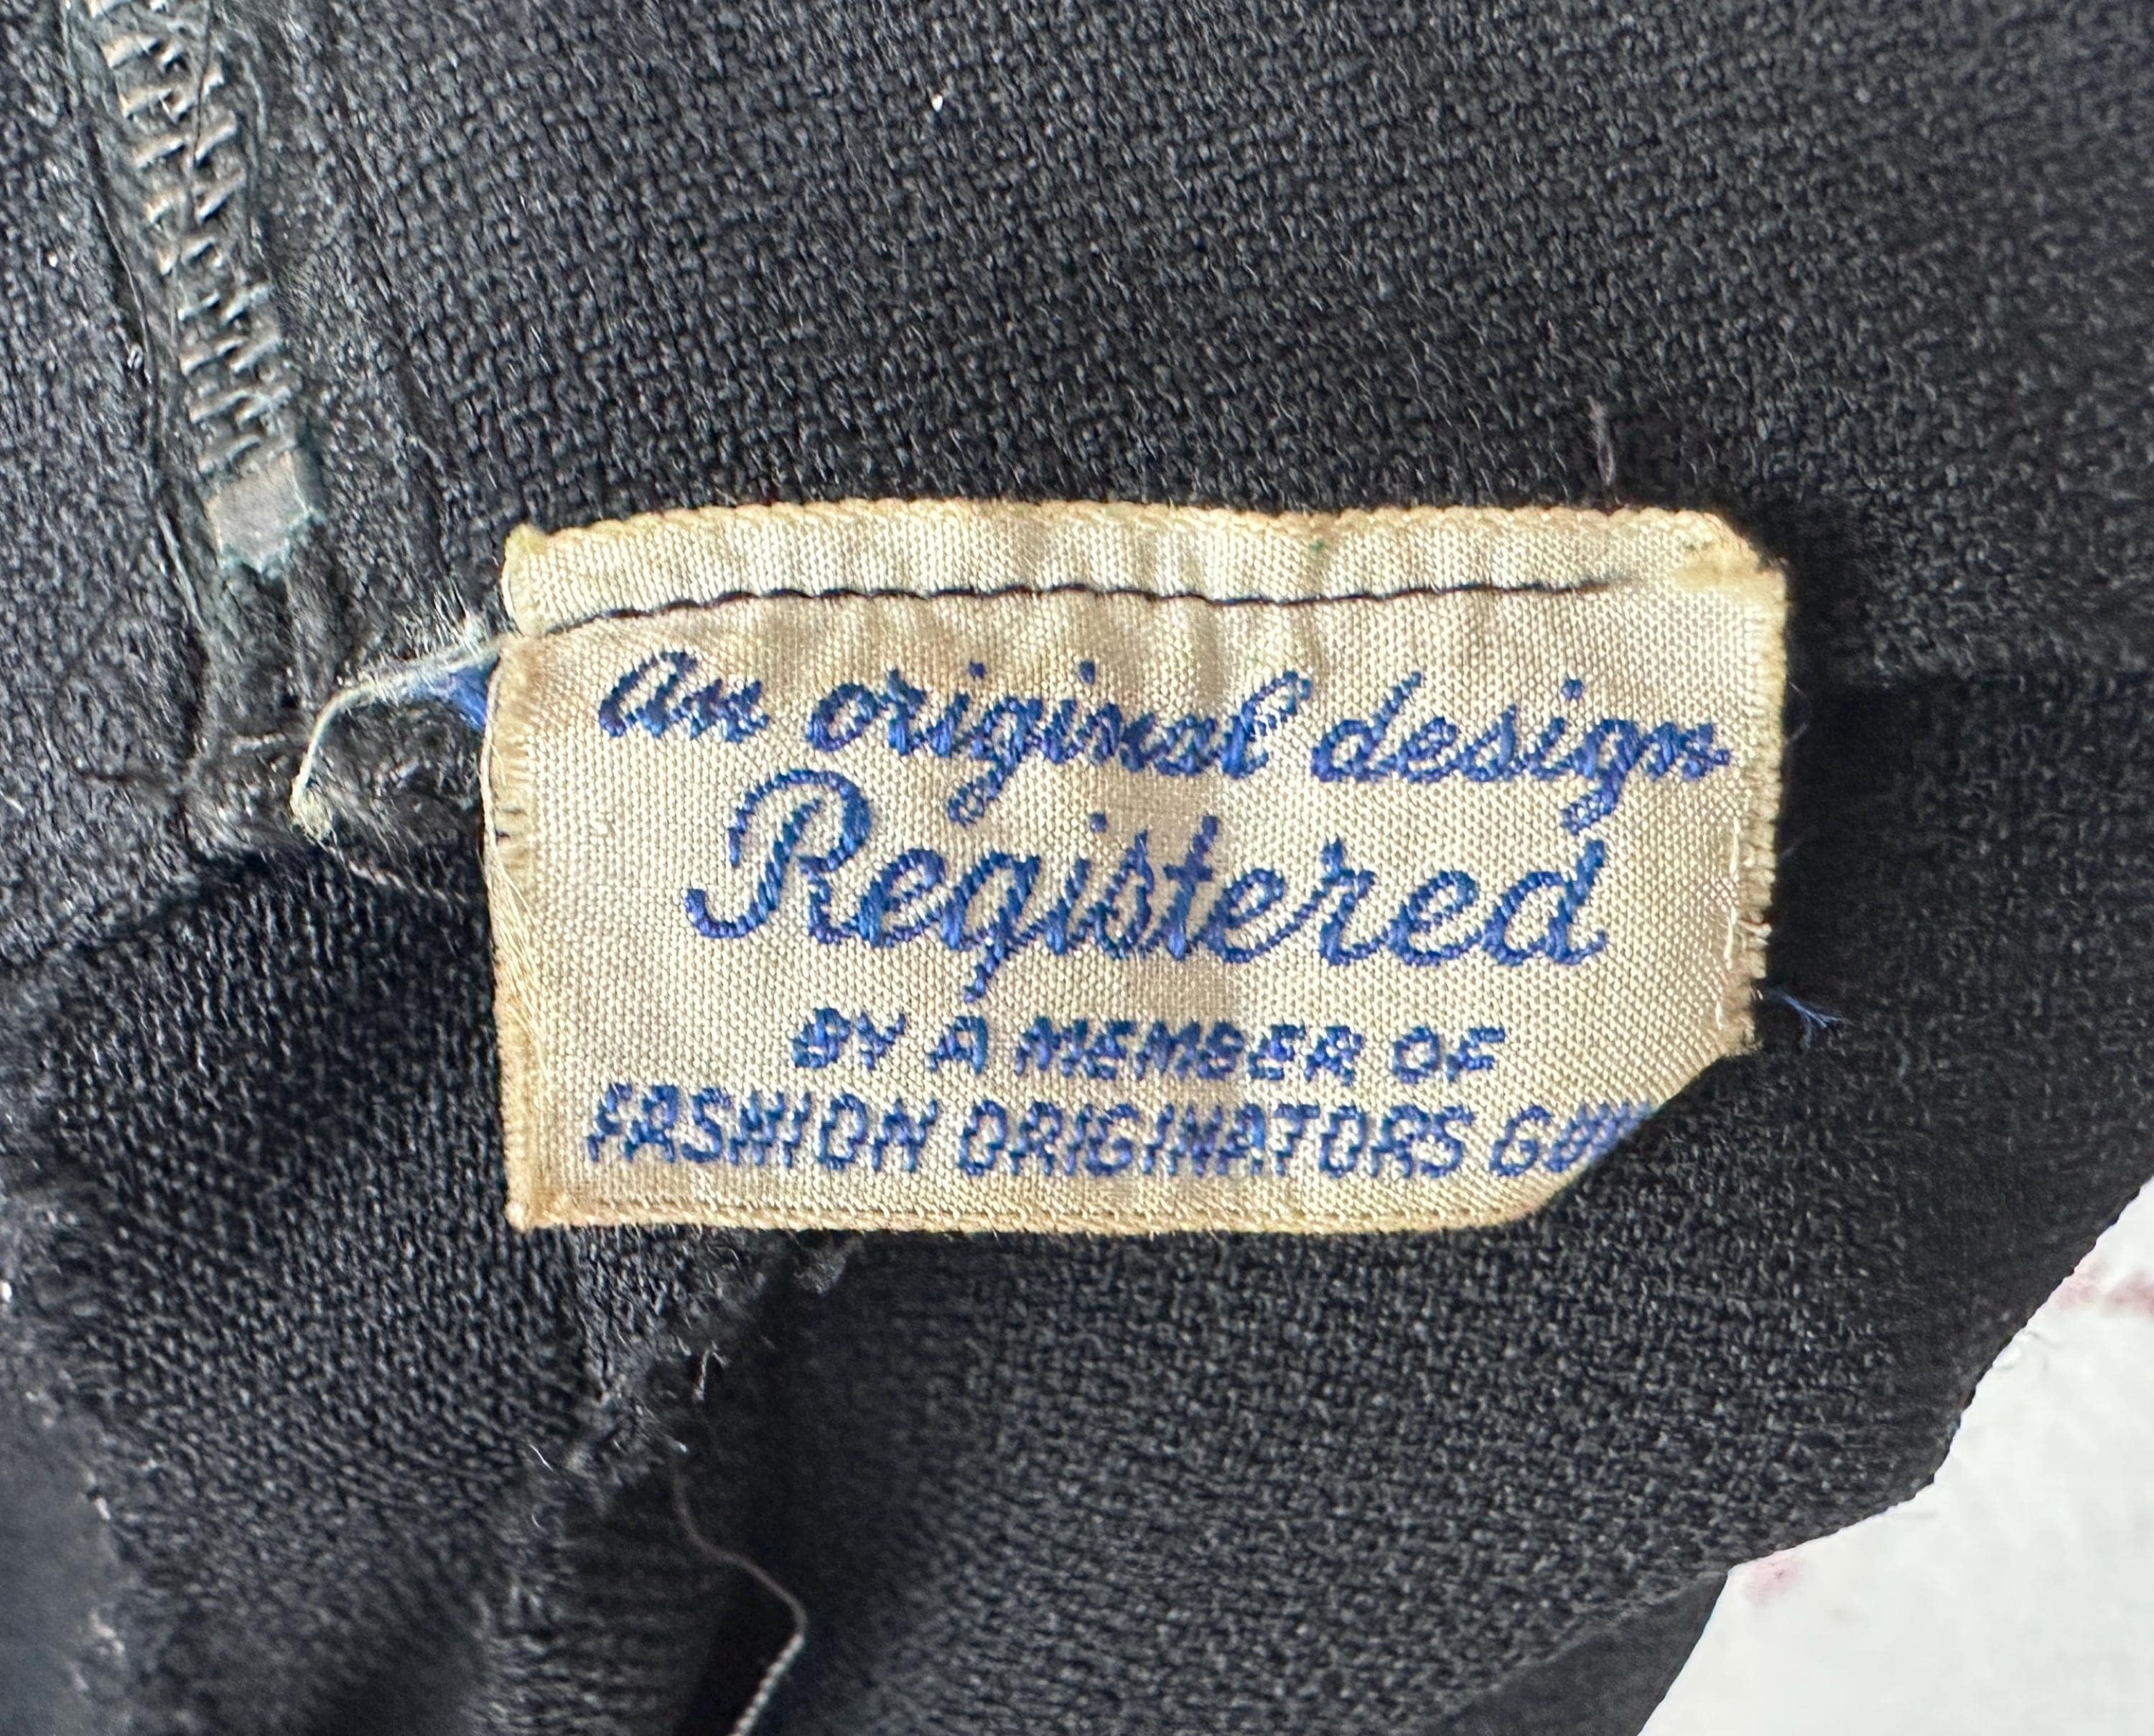 An original design
Registered
BY A MEMBER OF
FASHION ORIGINATORS